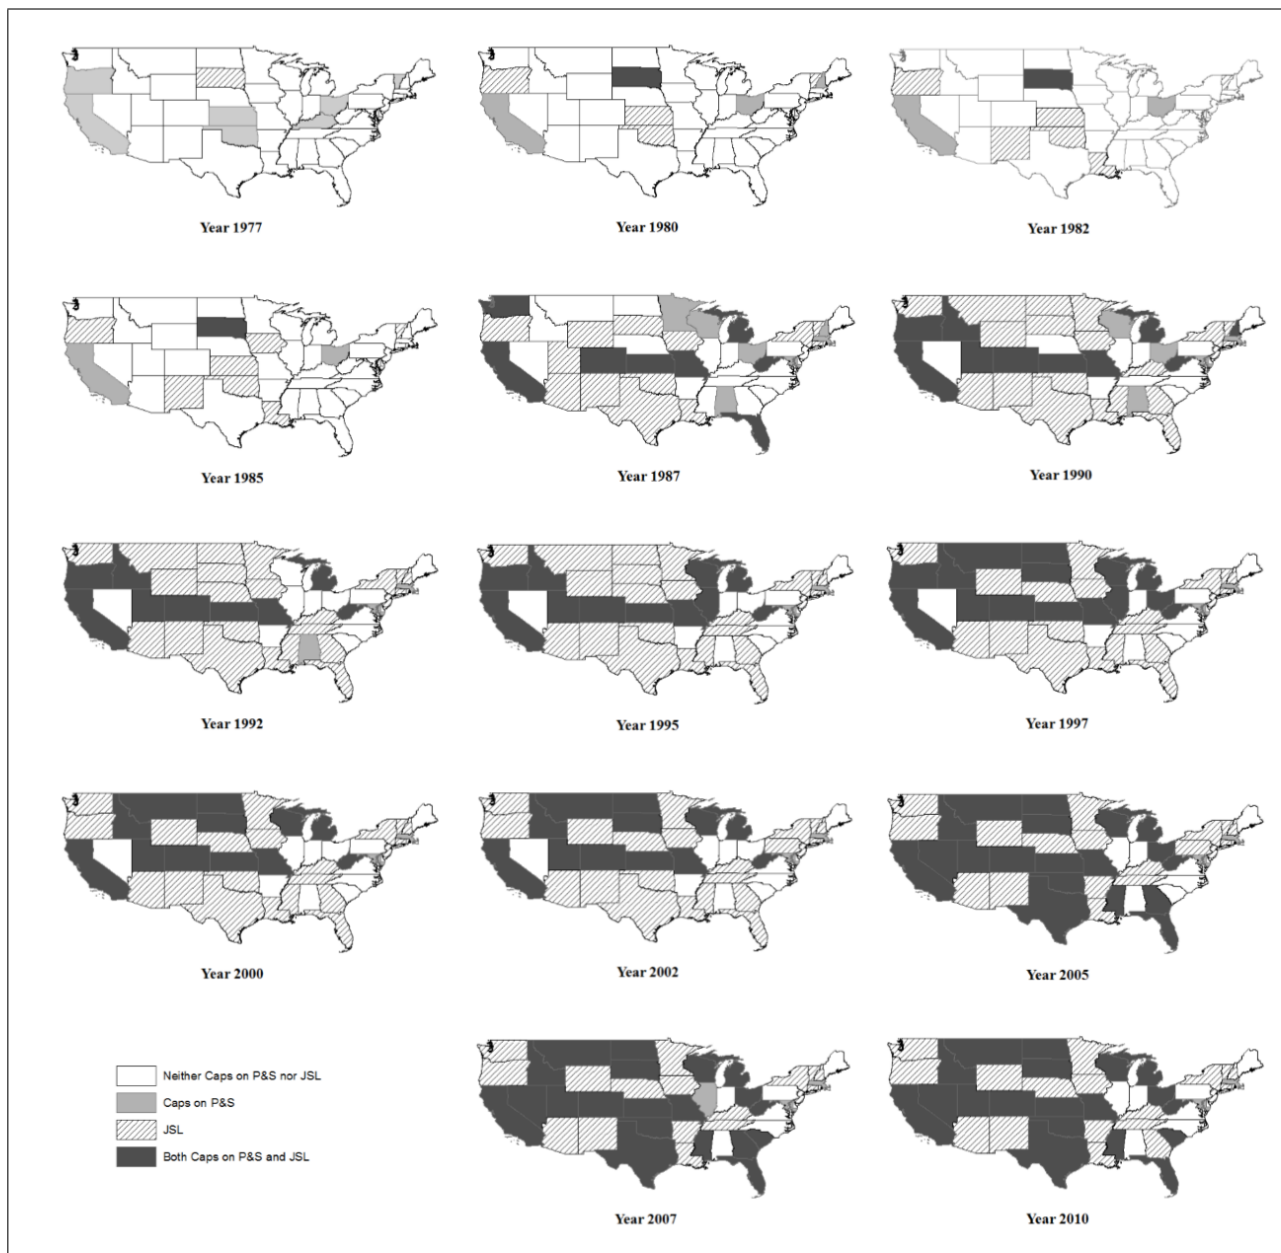 Year 1977
Year 1980
Year 1982
Year 1985
Year 1987
Year 1990
Year 1992
Year 1995
Year 1997
Year 2000
Year 2002
Year 2005
Neither Caps on P&S nor JSL
Caps on P&S
JSL
Both Caps on P&S and JSL
Year 2007
Year 2010